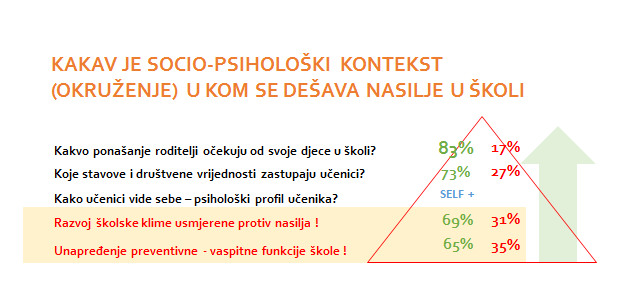 KAKAV JE SOCIO-PSIHOLOŠKI KONTEKST
(OKRUŽENJE) U KOM SE DEŠAVA NASILJE U ŠKOLI
Kakvo ponašanje roditelji očekuju od svoje djece u školi? 83% 17%
Koje stavove i društvene vrijednosti zastupaju učenici? 73% 27%
Kako učenici vide sebe – psihološki profil učenika? SELF +
Razvoj školske klime usmjerene protiv nasilja ! 69% 31%
Unapređenje preventivne - vaspitne funkcije škole ! 65% 35%